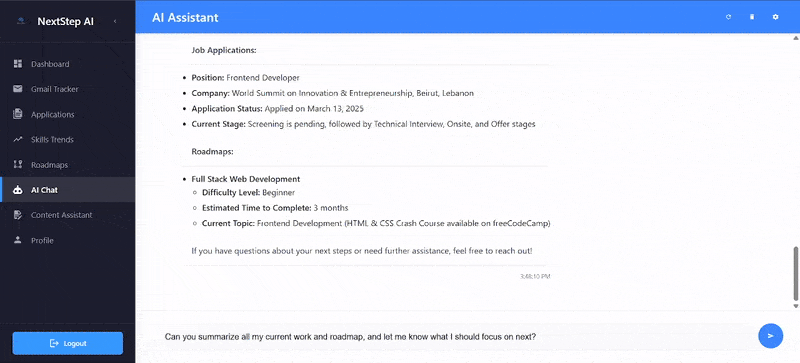 NextStep AI
AI Assistant
Dashboard
Gmail Tracker
Applications
Skills Trends
Roadmaps
AI Chat
Content Assistant
Profile
Logout
Job Applications:
Position: Frontend Developer
Company: World Summit on Innovation & Entrepreneurship, Beirut, Lebanon
Application Status: Applied on March 13, 2025
Current Stage: Screening is pending, followed by Technical Interview, Onsite, and Offer stages
Roadmaps:
Full Stack Web Development
Difficulty Level: Beginner
Estimated Time to Complete: 3 months
Current Topic: Frontend Development (HTML & CSS Crash Course available on freeCodeCamp)
If you have questions about your next steps or need further assistance, feel free to reach out!
Can you summarize all my current work and roadmap, and let me know what I should focus on next?